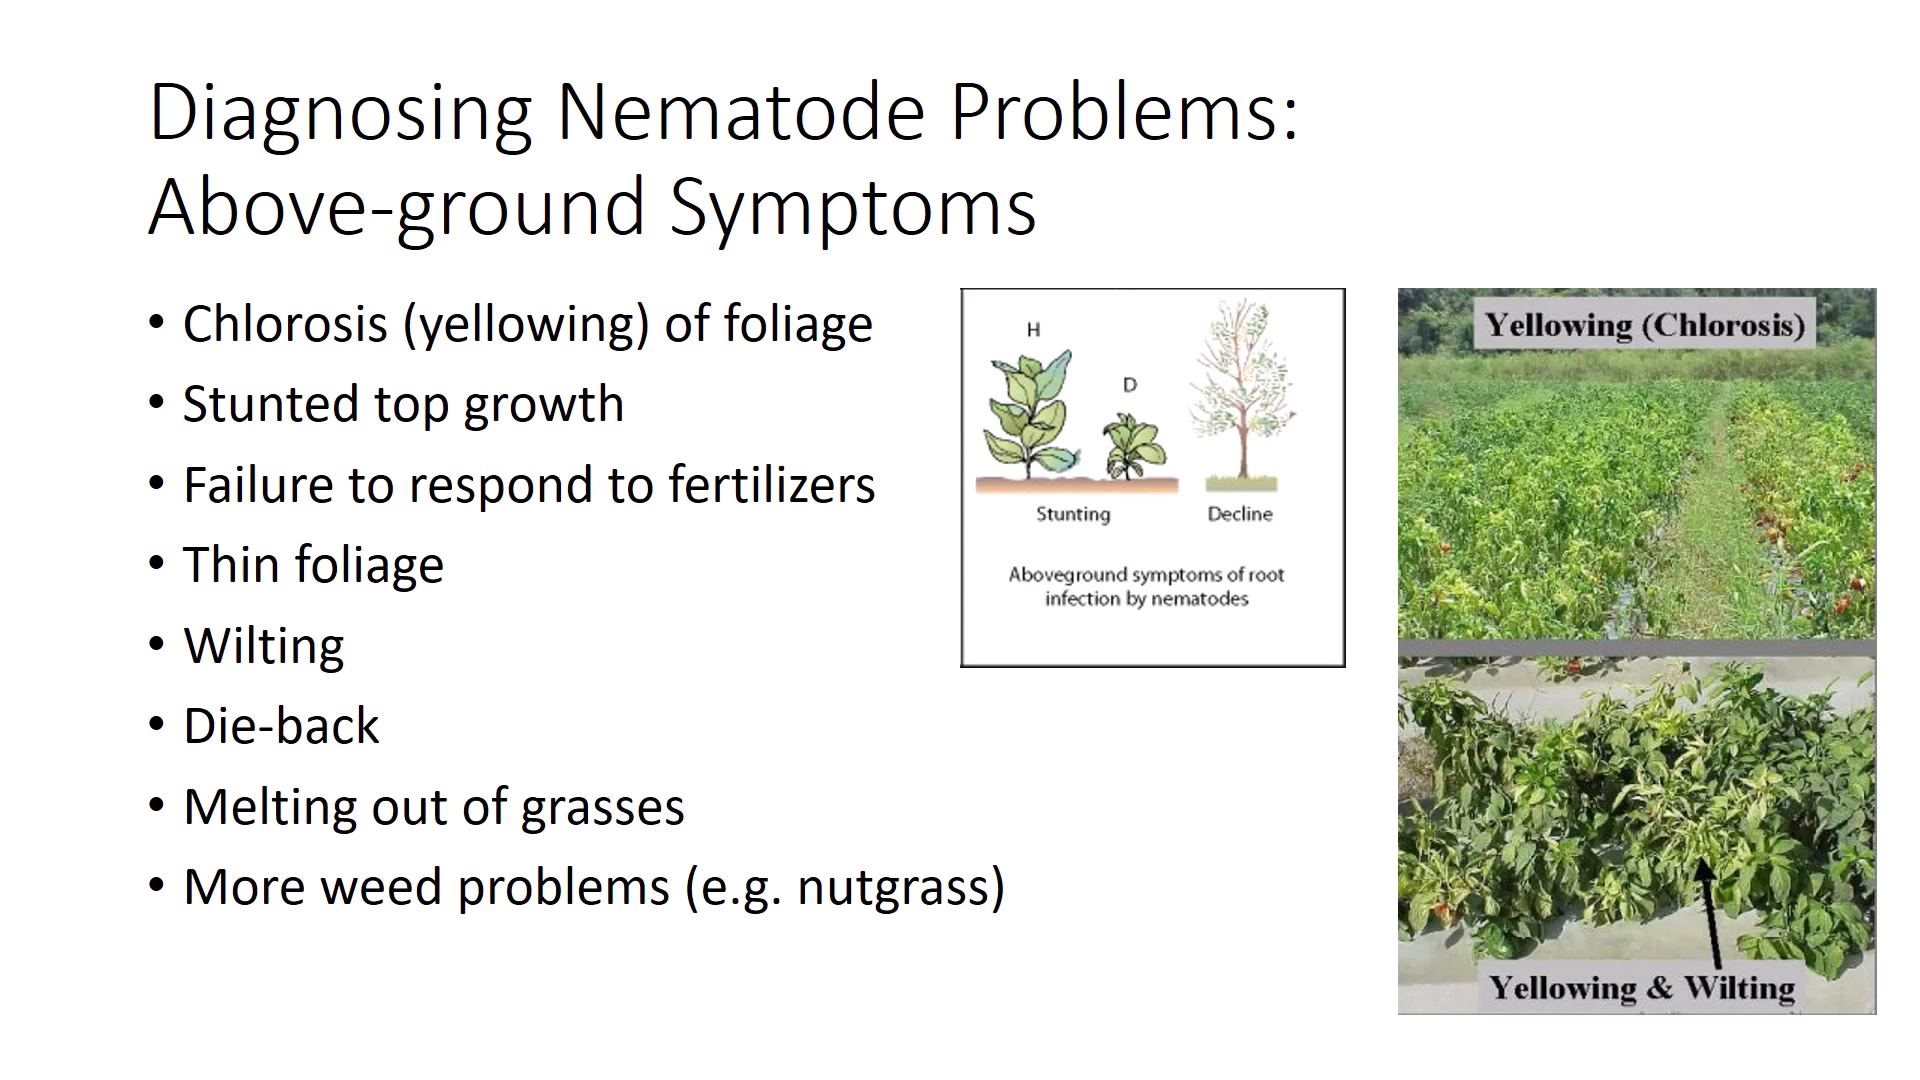 Diagnosing Nematode Problems:
Above-ground Symptoms
• Chlorosis (yellowing) of foliage
• Stunted top growth
• Failure to respond to fertilizers
• Thin foliage
• Wilting
• Die-back
• Melting out of grasses
• More weed problems (e.g. nutgrass)
H
D
Stunting
Decline
Aboveground symptoms of root
infection by nematodes
Yellowing (Chlorosis)
Yellowing & Wilting